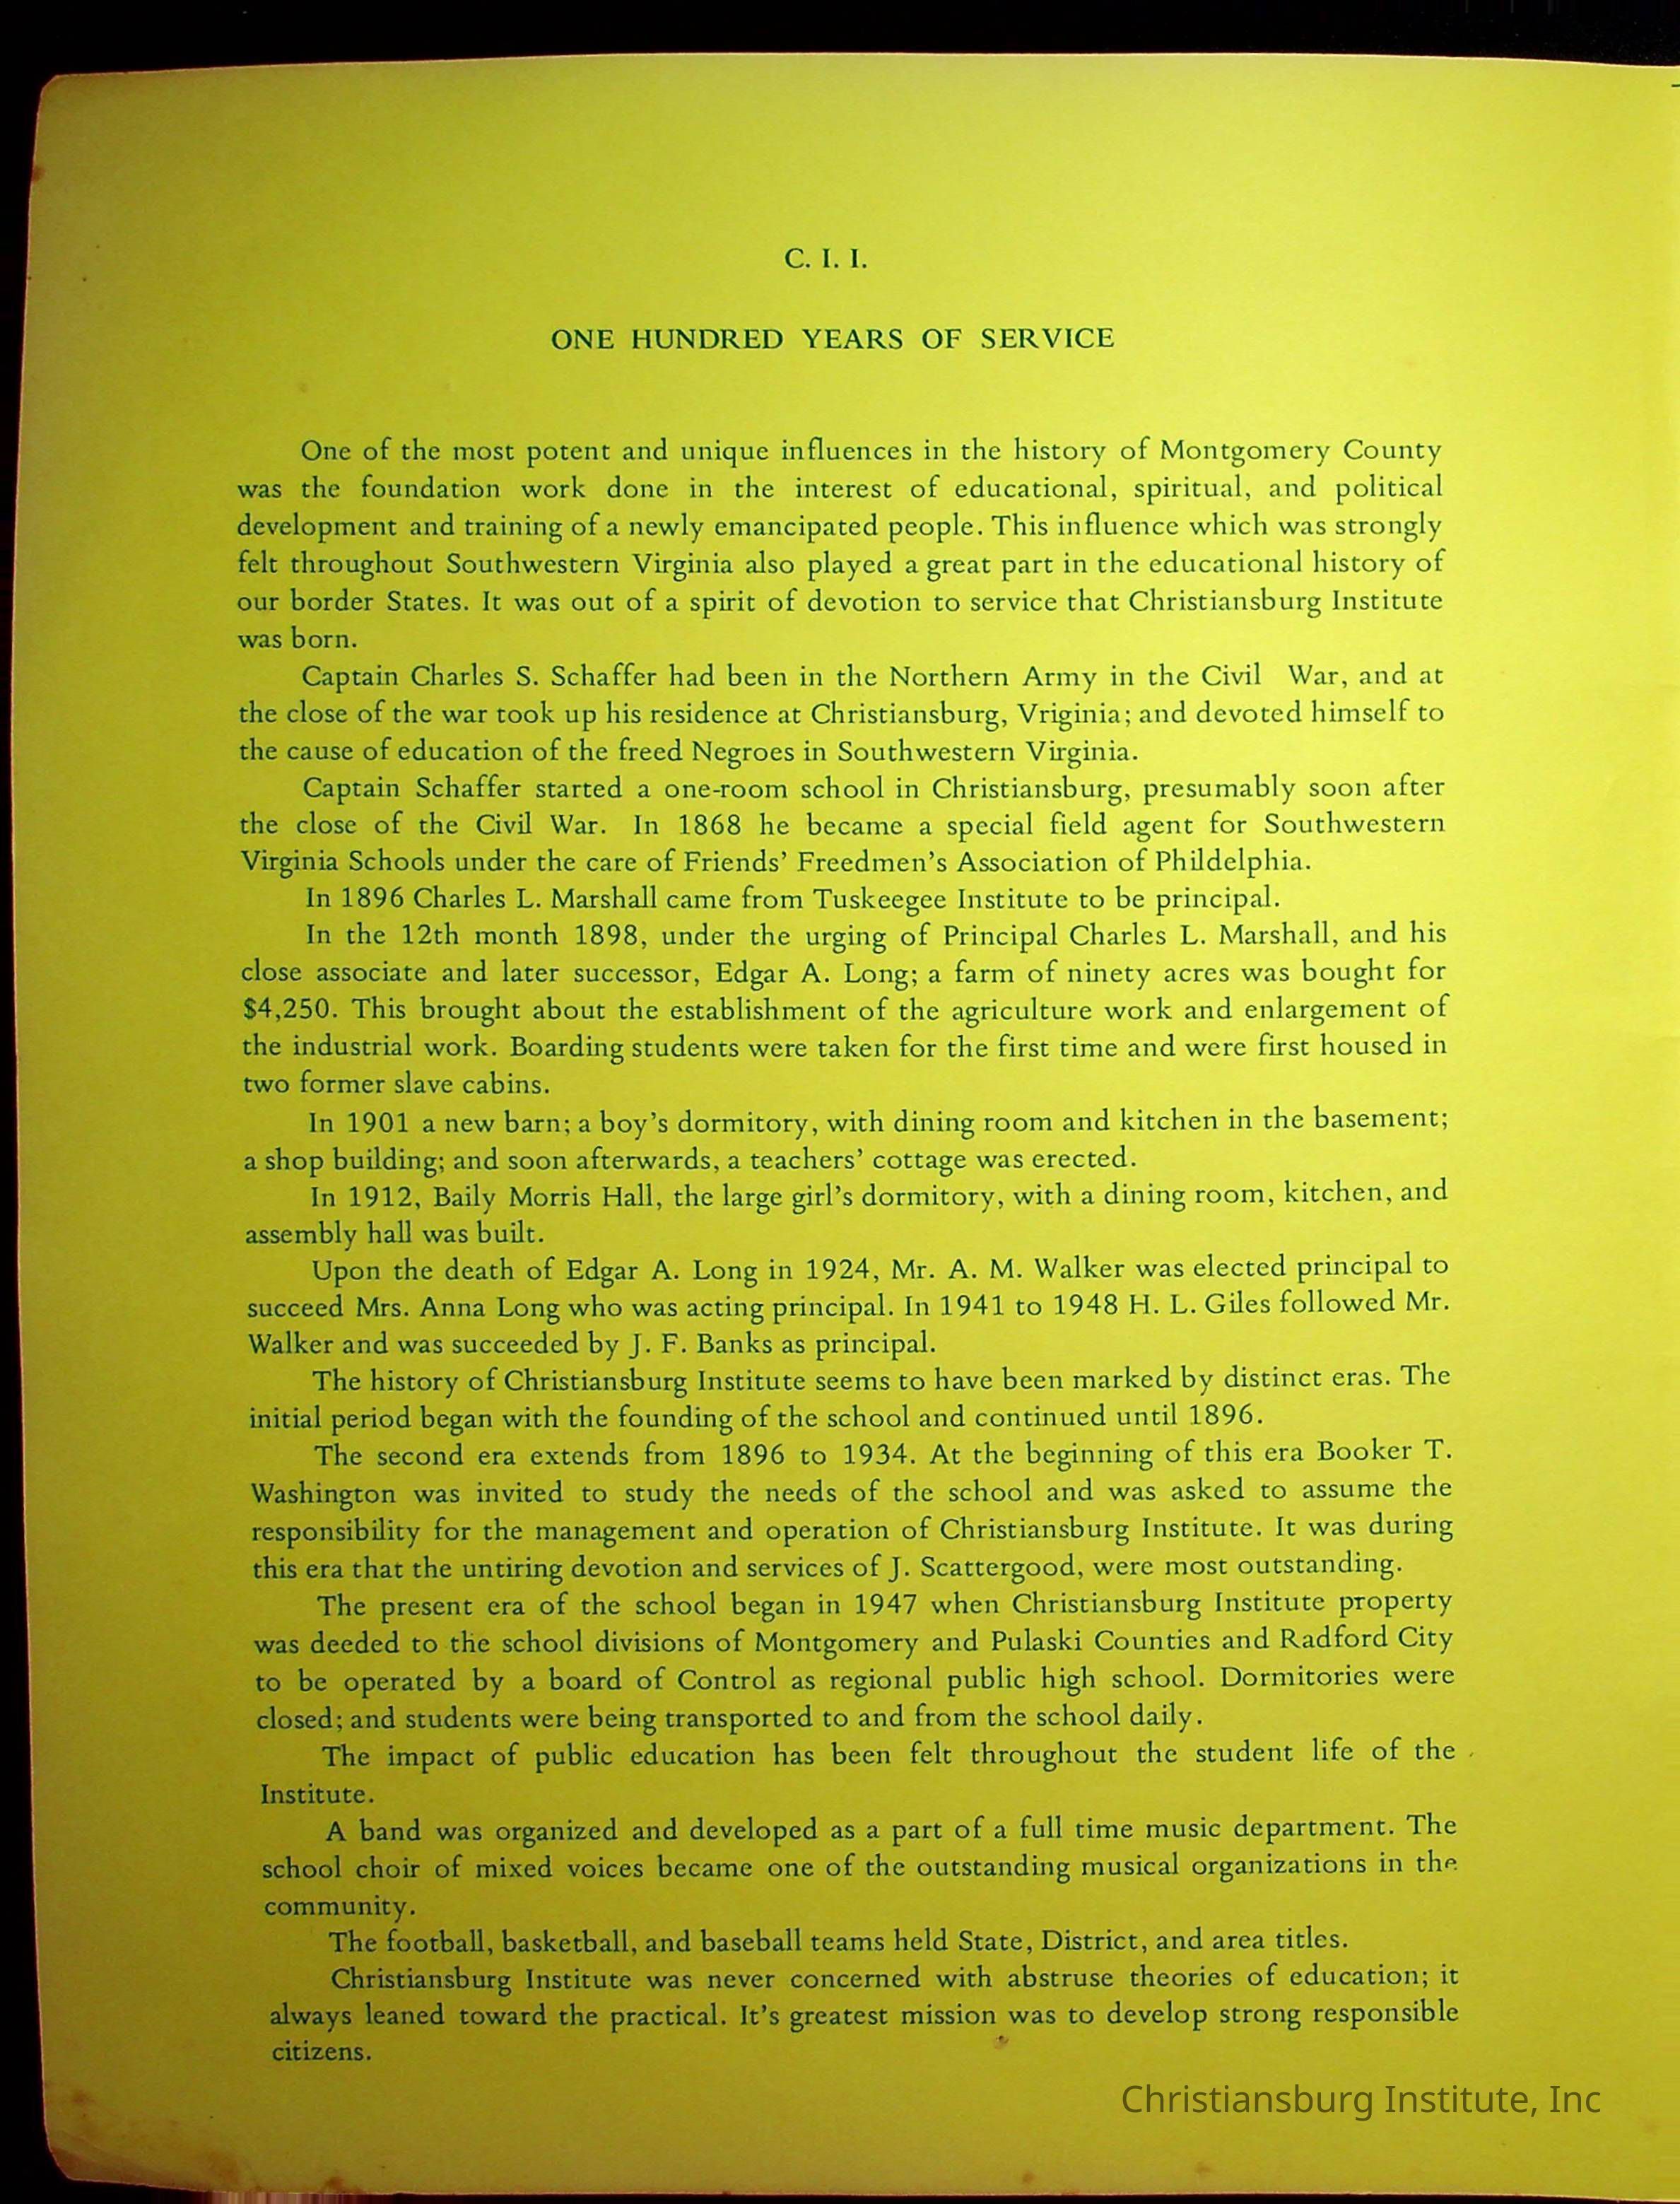 C. I. I.
ONE HUNDRED YEARS OF SERVICE
One of the most potent and unique influences in the history of Montgomery County
was the foundation work done in the interest of educational, spiritual, and political
development and training of a newly emancipated people. This influence which was strongly
felt throughout Southwestern Virginia also played a great part in the educational history of
our border States. It was out of a spirit of devotion to service that Christiansburg Institute
was born.
Captain Charles S. Schaffer had been in the Northern Army in the Civil War, and at
the close of the war took up his residence at Christiansburg, Vriginia; and devoted himself to
the cause of education of the freed Negroes in Southwestern Virginia.
Captain Schaffer started a one-room school in Christiansburg, presumably soon after
the close of the Civil War. In 1868 he became a special field agent for Southwestern
Virginia Schools under the care of Friends' Freedmen's Association of Phildelphia.
In 1896 Charles L. Marshall came from Tuskeegee Institute to be principal.
In the 12th month 1898, under the urging of Principal Charles L. Marshall, and his
close associate and later successor, Edgar A. Long; a farm of ninety acres was bought for
$4,250. This brought about the establishment of the agriculture work and enlargement of
the industrial work. Boarding students were taken for the first time and were first housed in
two former slave cabins.
In 1901 a new barn; a boy's dormitory, with dining room and kitchen in the basement;
a shop building; and soon afterwards, a teachers' cottage was erected.
In 1912, Baily Morris Hall, the large girl's dormitory, with a dining room, kitchen, and
assembly hall was built.
Upon the death of Edgar A. Long in 1924, Mr. A. M. Walker was elected principal to
succeed Mrs. Anna Long who was acting principal. In 1941 to 1948 H. L. Giles followed Mr.
Walker and was succeeded by J. F. Banks as principal.
The history of Christiansburg Institute seems to have been marked by distinct eras. The
initial period began with the founding of the school and continued until 1896.
The second era extends from 1896 to 1934. At the beginning of this era Booker T.
Washington was invited to study the needs of the school and was asked to assume the
responsibility for the management and operation of Christiansburg Institute. It was during
this era that the untiring devotion and services of J. Scattergood, were most outstanding.
The present era of the school began in 1947 when Christiansburg Institute property
was deeded to the school divisions of Montgomery and Pulaski Counties and Radford City
to be operated by a board of Control as regional public high school. Dormitories were
closed; and students were being transported to and from the school daily.
The impact of public education has been felt throughout the student life of the
Institute.
A band was organized and developed as a part of a full time music department. The
school choir of mixed voices became one of the outstanding musical organizations in the
community.
The football, basketball, and baseball teams held State, District, and area titles.
Christiansburg Institute was never concerned with abstruse theories of education; it
always leaned toward the practical. It's greatest mission was to develop strong responsible
citizens.
Christiansburg Institute, Inc